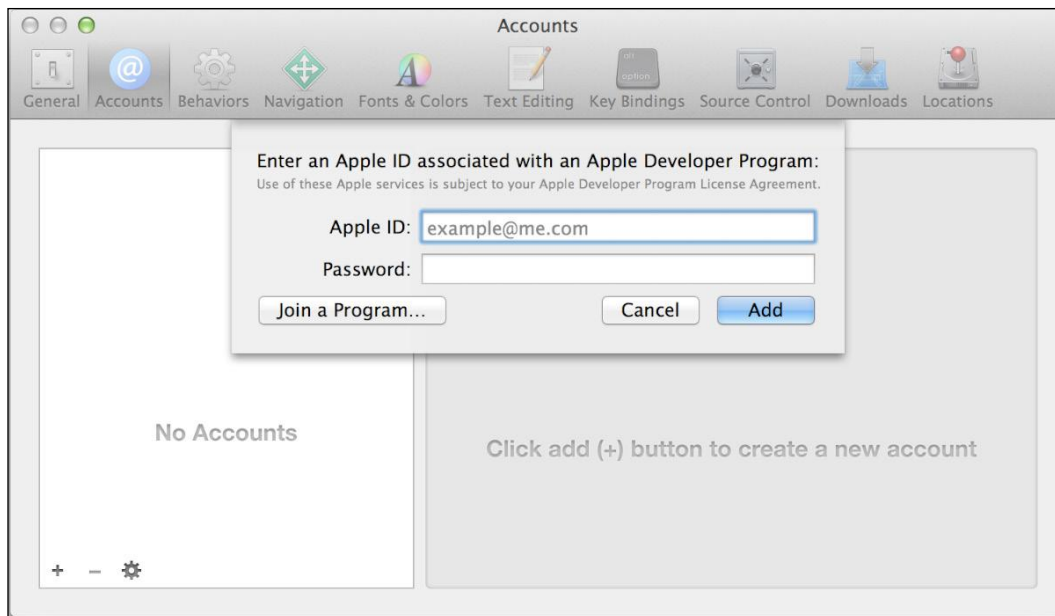 Accounts
General Accounts Behaviors Navigation Fonts & Colors Text Editing Key Bindings Source Control Downloads Locations
alt
option
Enter an Apple ID associated with an Apple Developer Program:
Use of these Apple services is subject to your Apple Developer Program License Agreement.
Apple ID: example@me.com
Password:
Join a Program... Cancel Add
No Accounts
Click add (+) button to create a new account